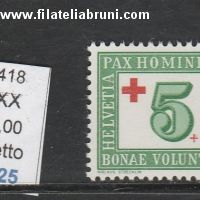 www.filateliabruni.com
418
XX
,00
etto
25
HELVETIA
PAX HOMINI
+5
+
BONAE VOLUN